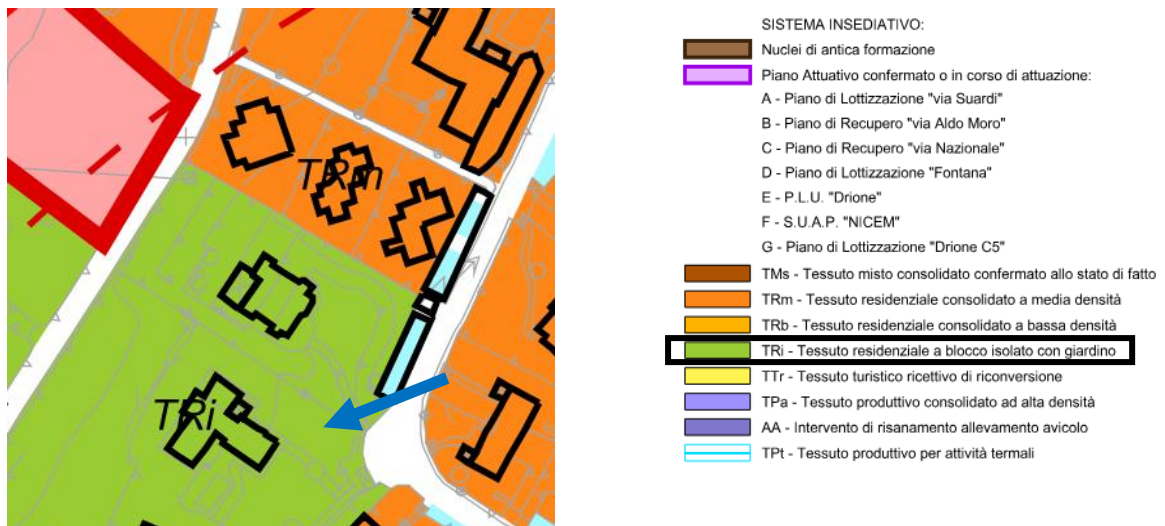 TRm
TRi
SISTEMA INSEDIATIVO:
Nuclei di antica formazione
Piano Attuativo confermato o in corso di attuazione:
A - Piano di Lottizzazione "via Suardi"
B - Piano di Recupero "via Aldo Moro"
C - Piano di Recupero "via Nazionale"
D - Piano di Lottizzazione "Fontana"
E - P.L.U. "Drione"
F - S.U.A.P. "NICEM"
G - Piano di Lottizzazione "Drione C5"
TMs - Tessuto misto consolidato confermato allo stato di fatto
TRm - Tessuto residenziale consolidato a media densità
TRb - Tessuto residenziale consolidato a bassa densità
TRi - Tessuto residenziale a blocco isolato con giardino
TTr - Tessuto turistico ricettivo di riconversione
TPa - Tessuto produttivo consolidato ad alta densità
AA - Intervento di risanamento allevamento avicolo
TPt - Tessuto produttivo per attività termali